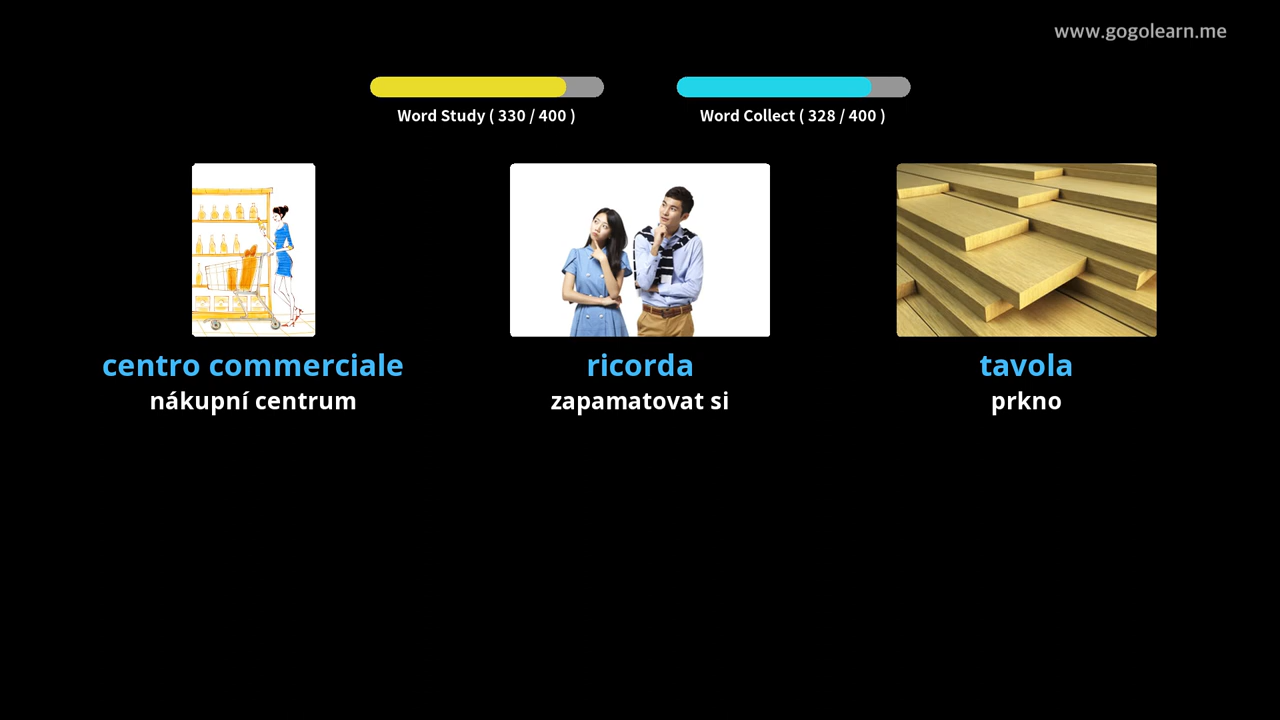 www.gogolearn.me
Word Study ( 330 / 400 )
Word Collect ( 328 / 400 )
centro commerciale
nákupní centrum
ricorda
zapamatovat si
tavola
prkno